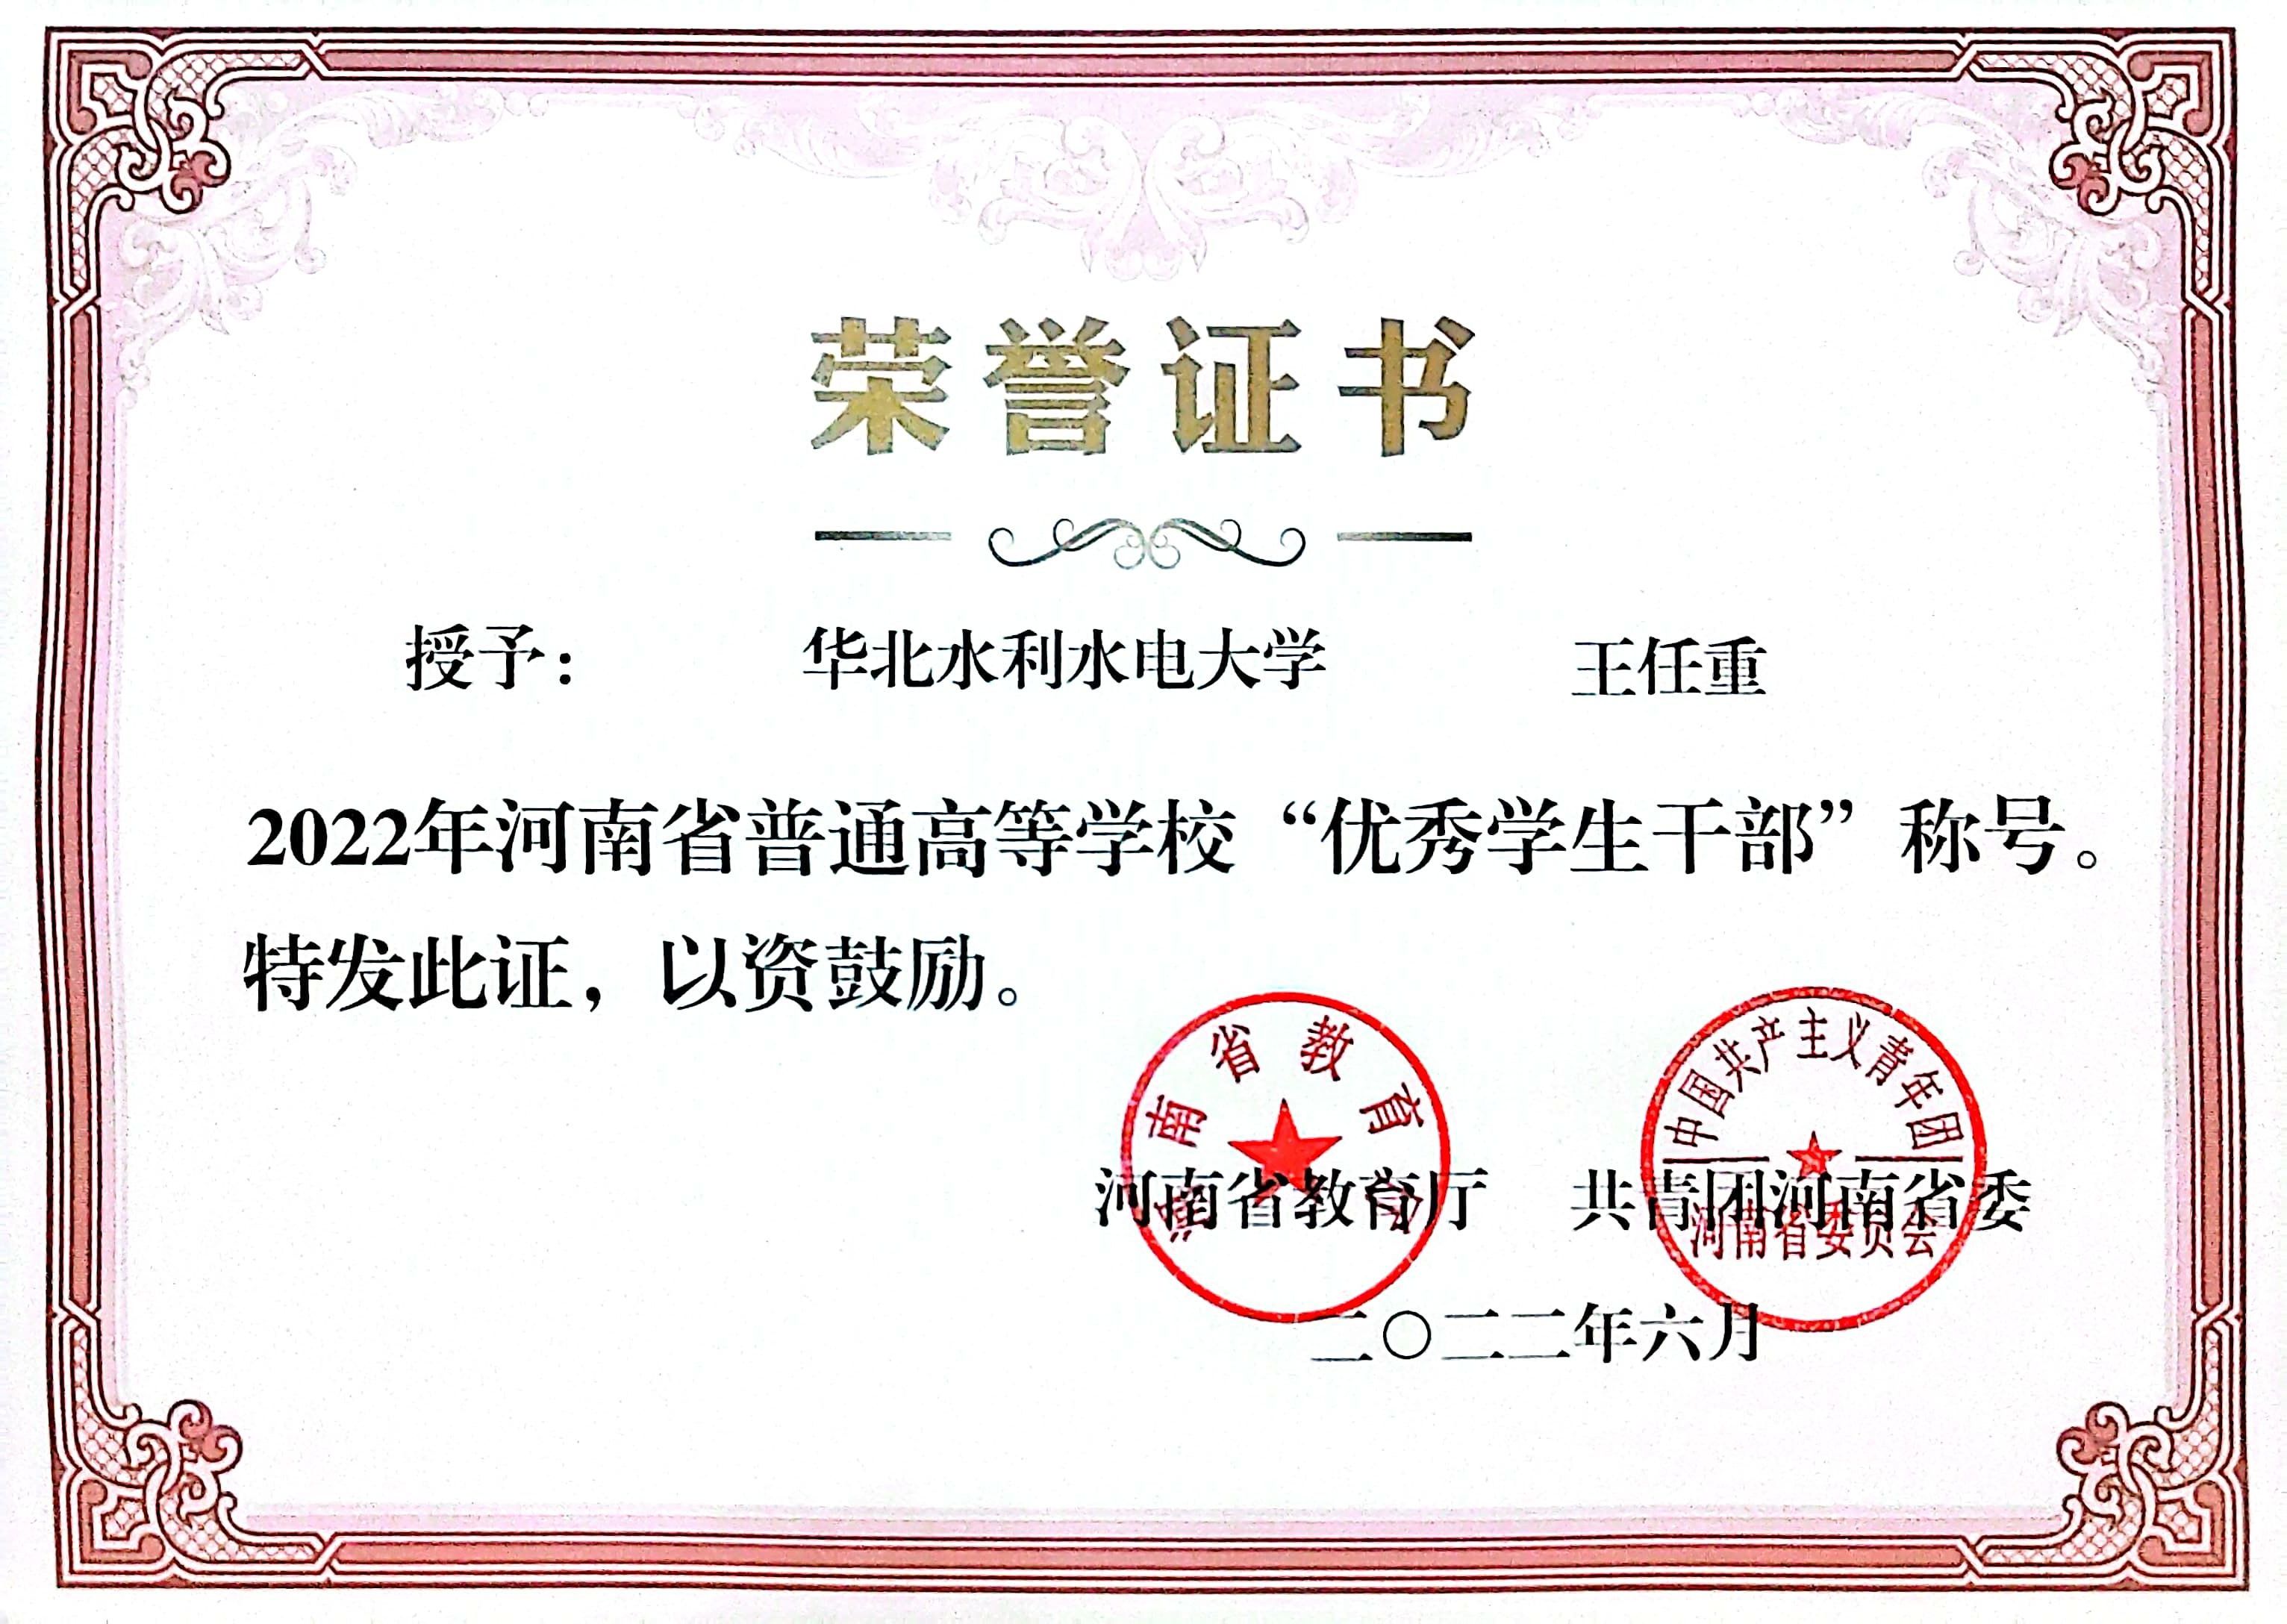 荣誉证书
授予： 华北水利水电大学 王任重
2022年河南省普通高等学校“优秀学生干部”称号。
特发此证，以资鼓励。
河南省教育厅
中国共产主义青年团
河南省委员会
河南省教育厅 共青团河南省委
二〇二二年六月